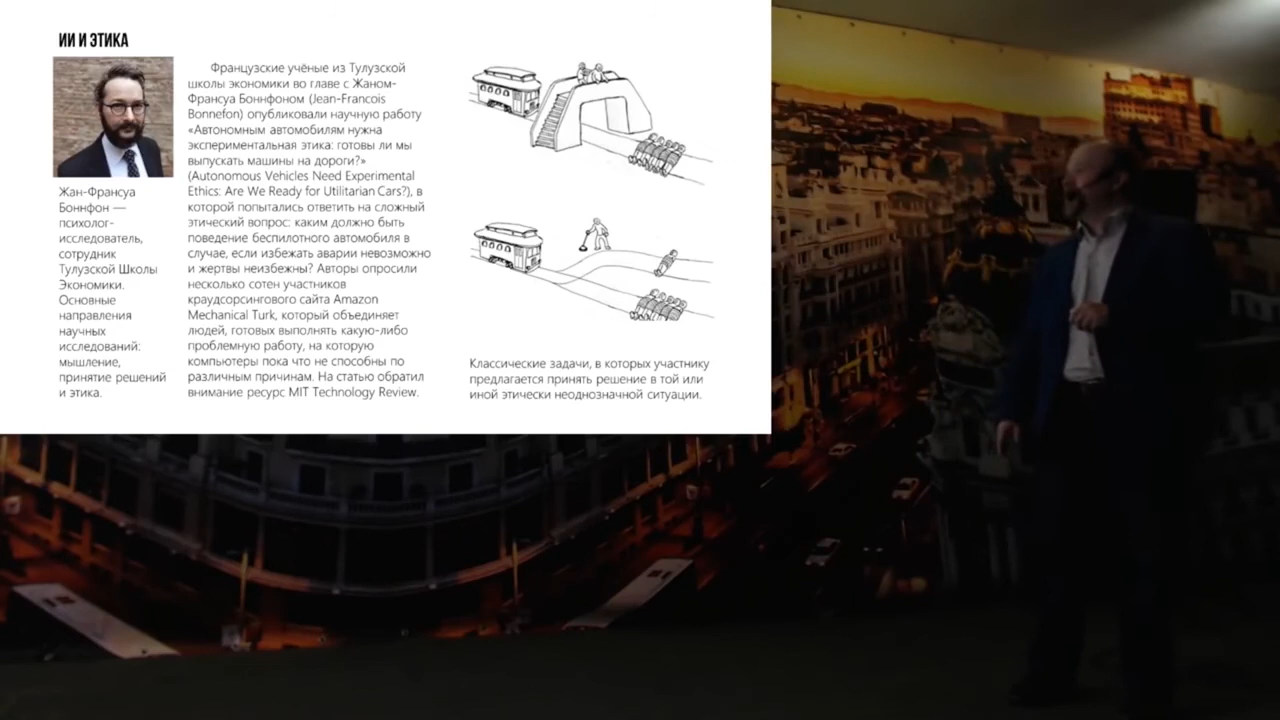 ИИ И ЭТИКА
Жан-Франсуа
Боннфон —
психолог-
исследователь,
сотрудник
Тулузской Школы
Экономики.
Основные
направления
научных
исследований:
мышление,
принятие решений
и этика.
Французские учёные из Тулузской
школы экономики во главе с Жаном-
Франсуа Боннфоном (Jean-Francois
Bonnefon) опубликовали научную работу
«Автономным автомобилям нужна
экспериментальная этика: готовы ли мы
выпускать машины на дороги?»
(Autonomous Vehicles Need Experimental
Ethics: Are We Ready for Utilitarian Cars?), в
которой попытались ответить на сложный
этический вопрос: каким должно быть
поведение беспилотного автомобиля в
случае, если избежать аварии невозможно
и жертвы неизбежны? Авторы опросили
несколько сотен участников
краудсорсингового сайта Amazon
Mechanical Turk, который объединяет
людей, готовых выполнять какую-либо
проблемную работу, на которую
компьютеры пока что не способны по
различным причинам. На статью обратил
внимание ресурс MIT Technology Review.
Классические задачи, в которых участнику
предлагается принять решение в той или
иной этически неоднозначной ситуации.